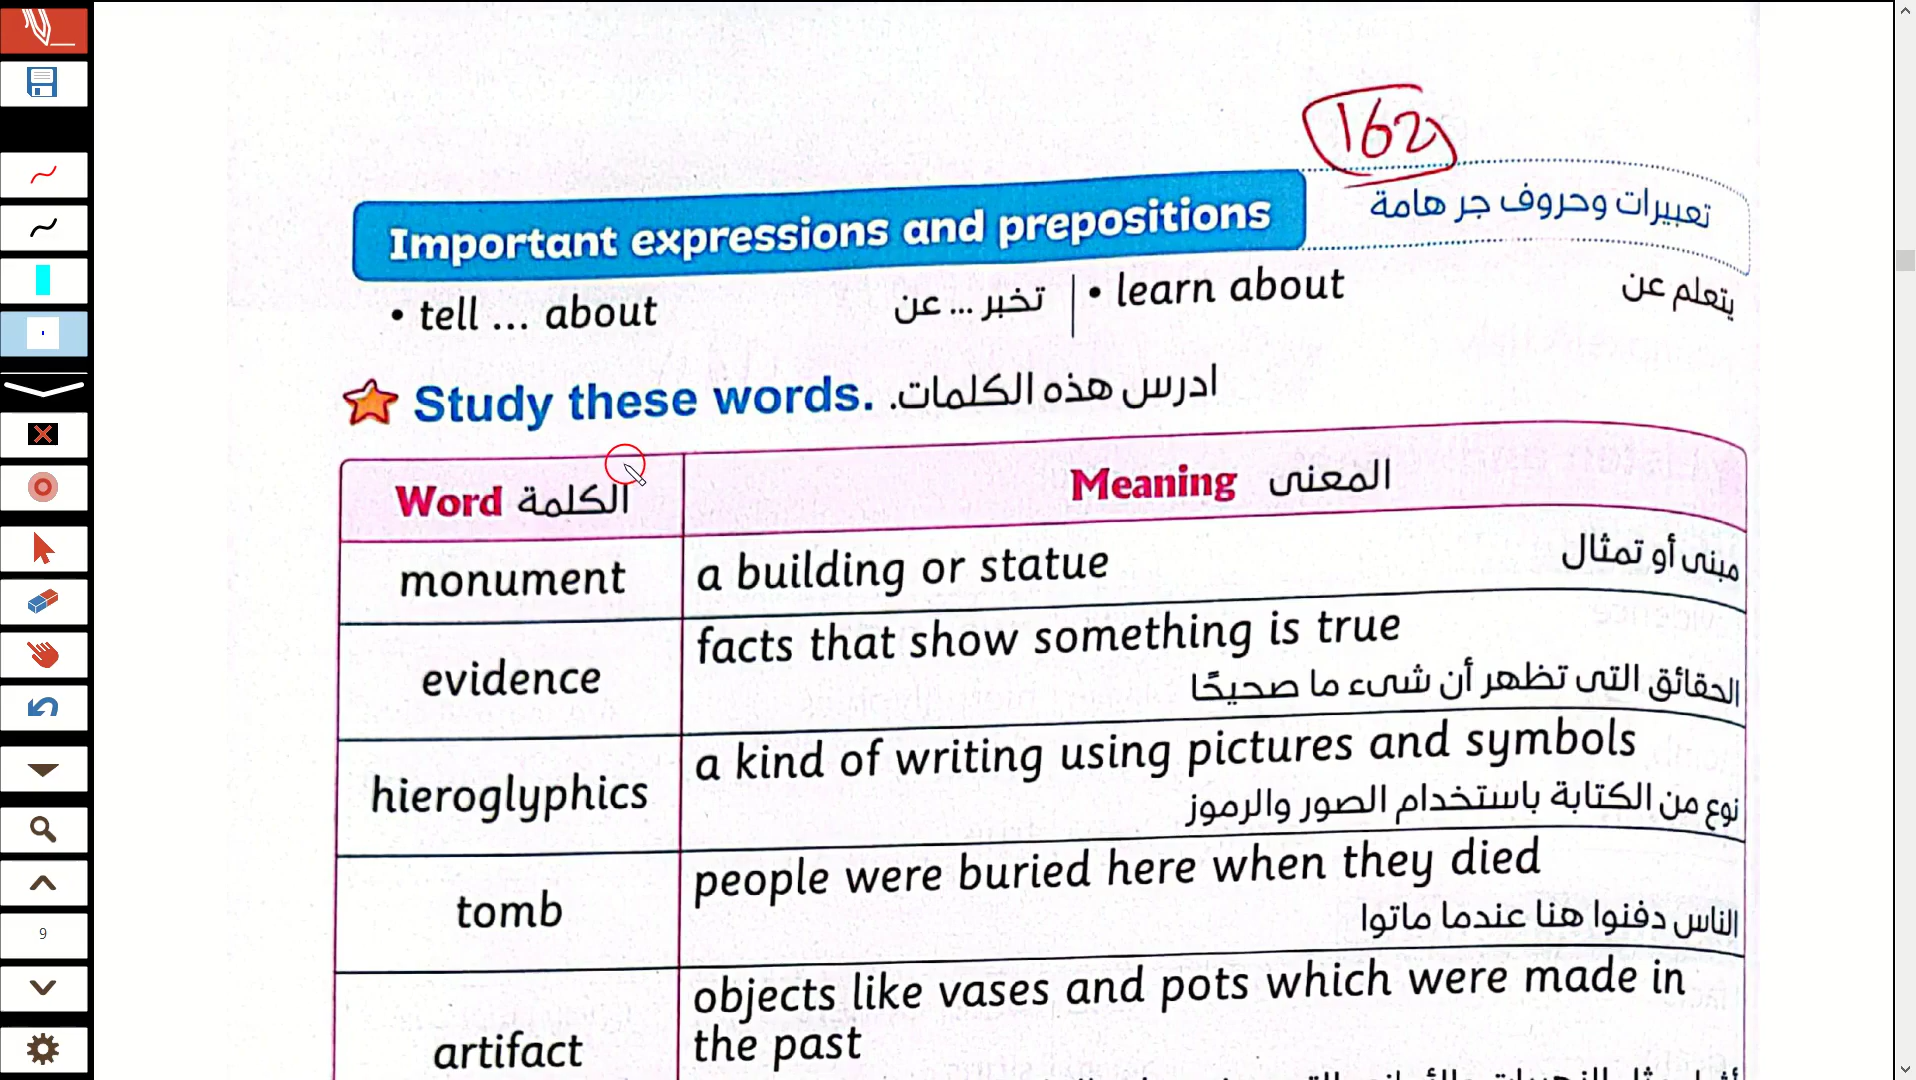 162
Important expressions and prepositions تعبيرات وحروف جر هامة
• tell ... about تخبر ... عن • learn about يتعلم عن
Study these words. ادرس هذه الكلمات.
Word الكلمة Meaning المعنى
monument a building or statue مبنى أو تمثال
evidence facts that show something is true
الحقائق التى تظهر أن شىء ما صحيحًا
hieroglyphics a kind of writing using pictures and symbols
نوع من الكتابة باستخدام الصور والرموز
tomb people were buried here when they died
الناس دفنوا هنا عندما ماتوا
artifact objects like vases and pots which were made in
the past
9